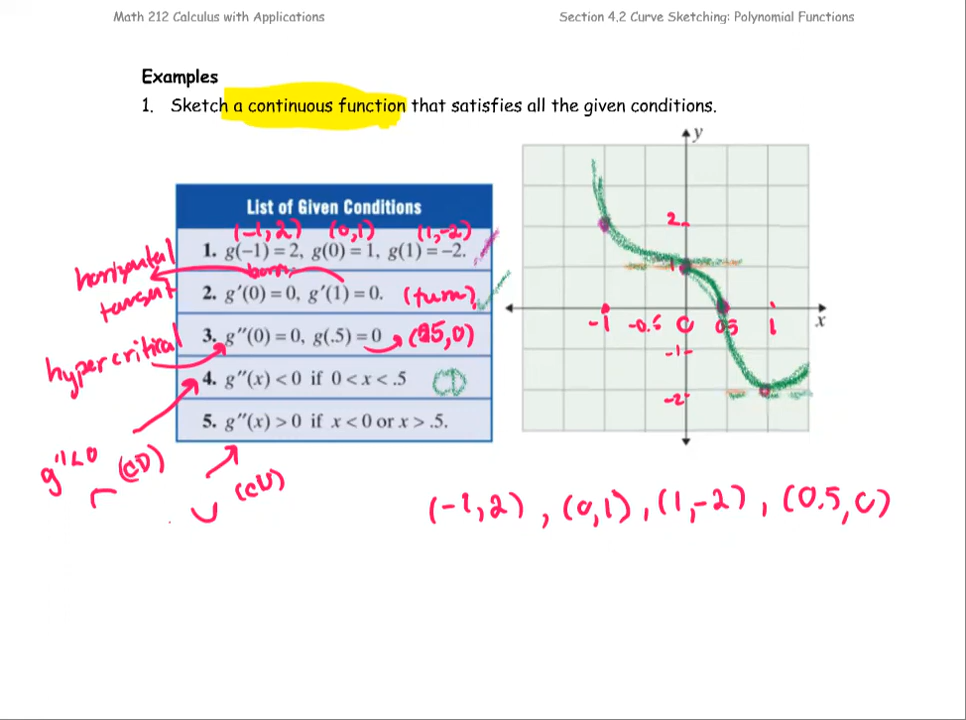 Math 212 Calculus with Applications
Section 4.2 Curve Sketching: Polynomial Functions
Examples
1. Sketch a continuous function that satisfies all the given conditions.
List of Given Conditions
(-1,2) (0,1) (1,-2)
1. g(−1) = 2, g(0) = 1, g(1) = −2.
horizontal
tangent
2. g′(0) = 0, g′(1) = 0. (turn)
3. g″(0) = 0, g(.5) = 0
hypercritical
4. g″(x) < 0 if 0 < x < .5 CD
5. g″(x) > 0 if x < 0 or x > .5.
g''<0 (CD)
(CU)
y
2
1
-1 -0.5 0 0.5 1 x
-1
-2
(-1,2), (0,1), (1,-2), (0.5,0)